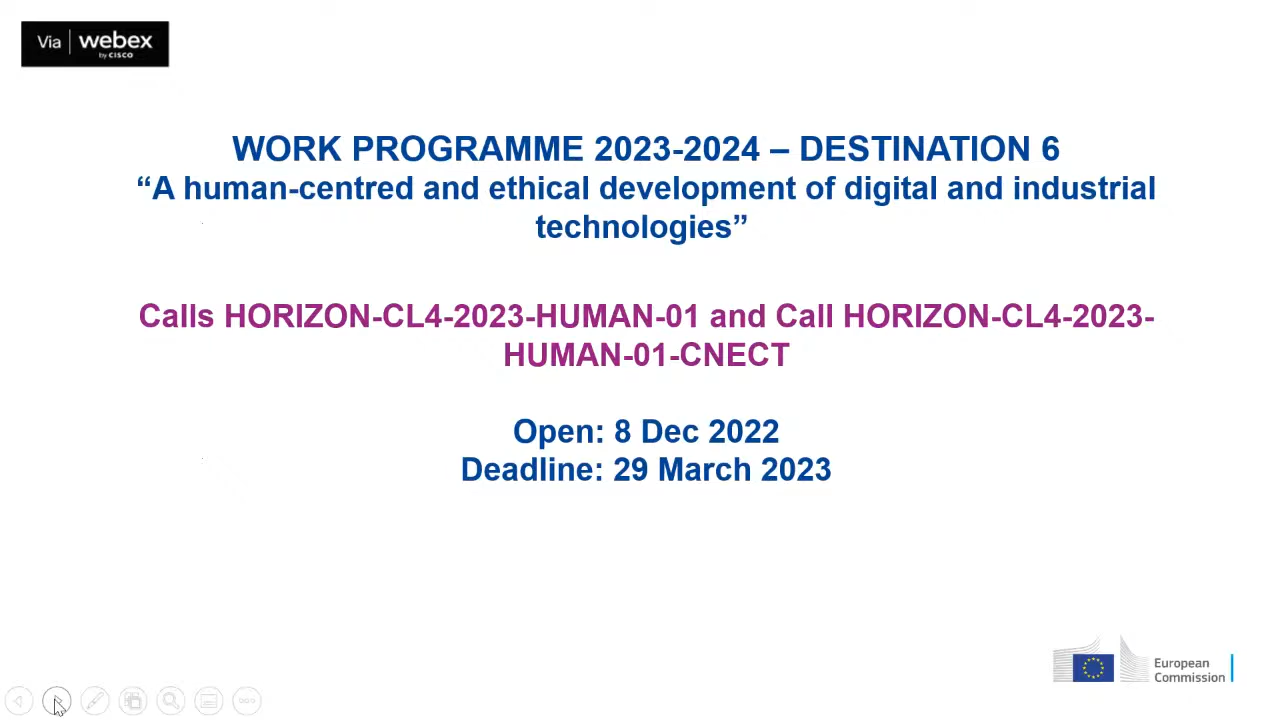 Via | webex
by CISCO
WORK PROGRAMME 2023-2024 – DESTINATION 6
“A human-centred and ethical development of digital and industrial
technologies”
Calls HORIZON-CL4-2023-HUMAN-01 and Call HORIZON-CL4-2023-
HUMAN-01-CNECT
Open: 8 Dec 2022
Deadline: 29 March 2023
European
Commission